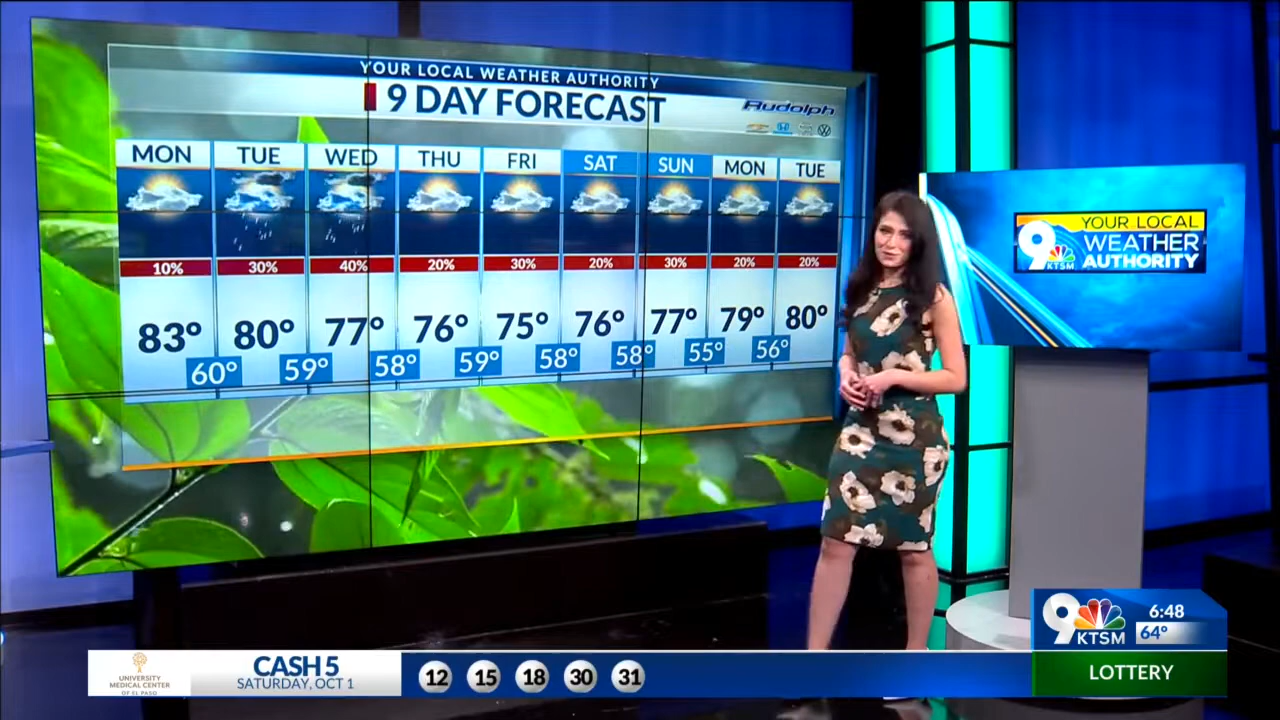 YOUR LOCAL WEATHER AUTHORITY
9 DAY FORECAST
Rudolph
MON TUE WED THU FRI SAT SUN MON TUE
10% 30% 40% 20% 30% 20% 30% 20% 20%
83° 80° 77° 76° 75° 76° 77° 79° 80°
60° 59° 58° 59° 58° 58° 55° 56°
9 KTSM
YOUR LOCAL
WEATHER
AUTHORITY
9 KTSM
6:48
64°
LOTTERY
UNIVERSITY
MEDICAL CENTER
OF EL PASO
CASH 5
SATURDAY, OCT 1
12 15 18 30 31